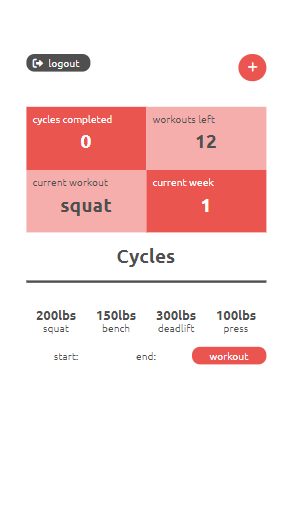 logout
+
cycles completed
0
workouts left
12
current workout
squat
current week
1
Cycles
200lbs 150lbs 300lbs 100lbs
squat bench deadlift press
start: end: workout